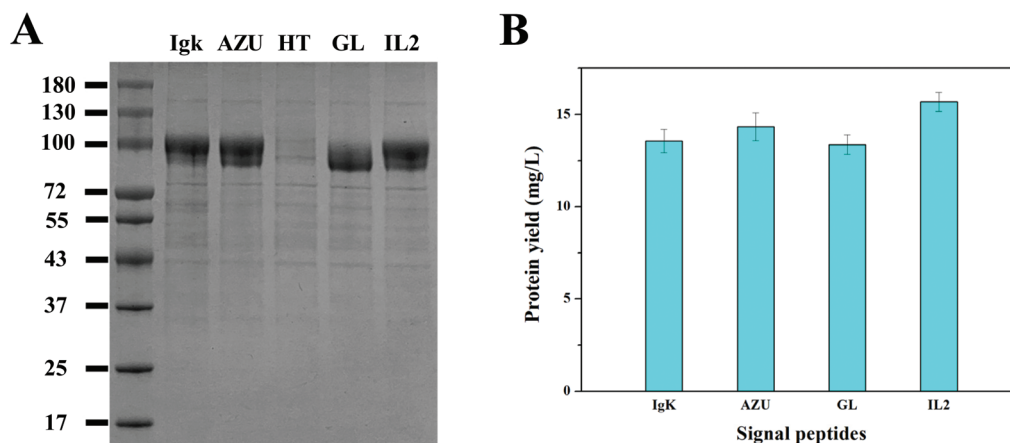 A
Igk AZU HT GL IL2
180
130
100
72
55
43
37
25
17
B
Protein yield (mg/L)
15
10
5
0
IgK AZU GL IL2
Signal peptides